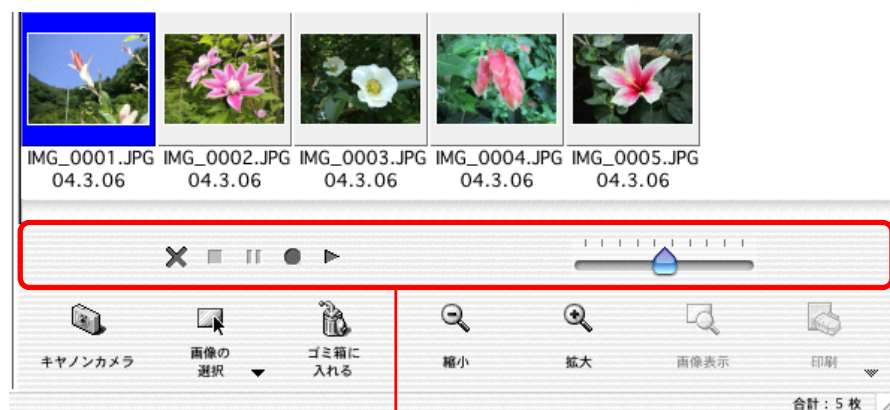 IMG_0001.JPG IMG_0002.JPG IMG_0003.JPG IMG_0004.JPG IMG_0005.JPG
04.3.06 04.3.06 04.3.06 04.3.06 04.3.06
キヤノンカメラ 画像の選択 ゴミ箱に入れる 縮小 拡大 画像表示 印刷
合計：5 枚